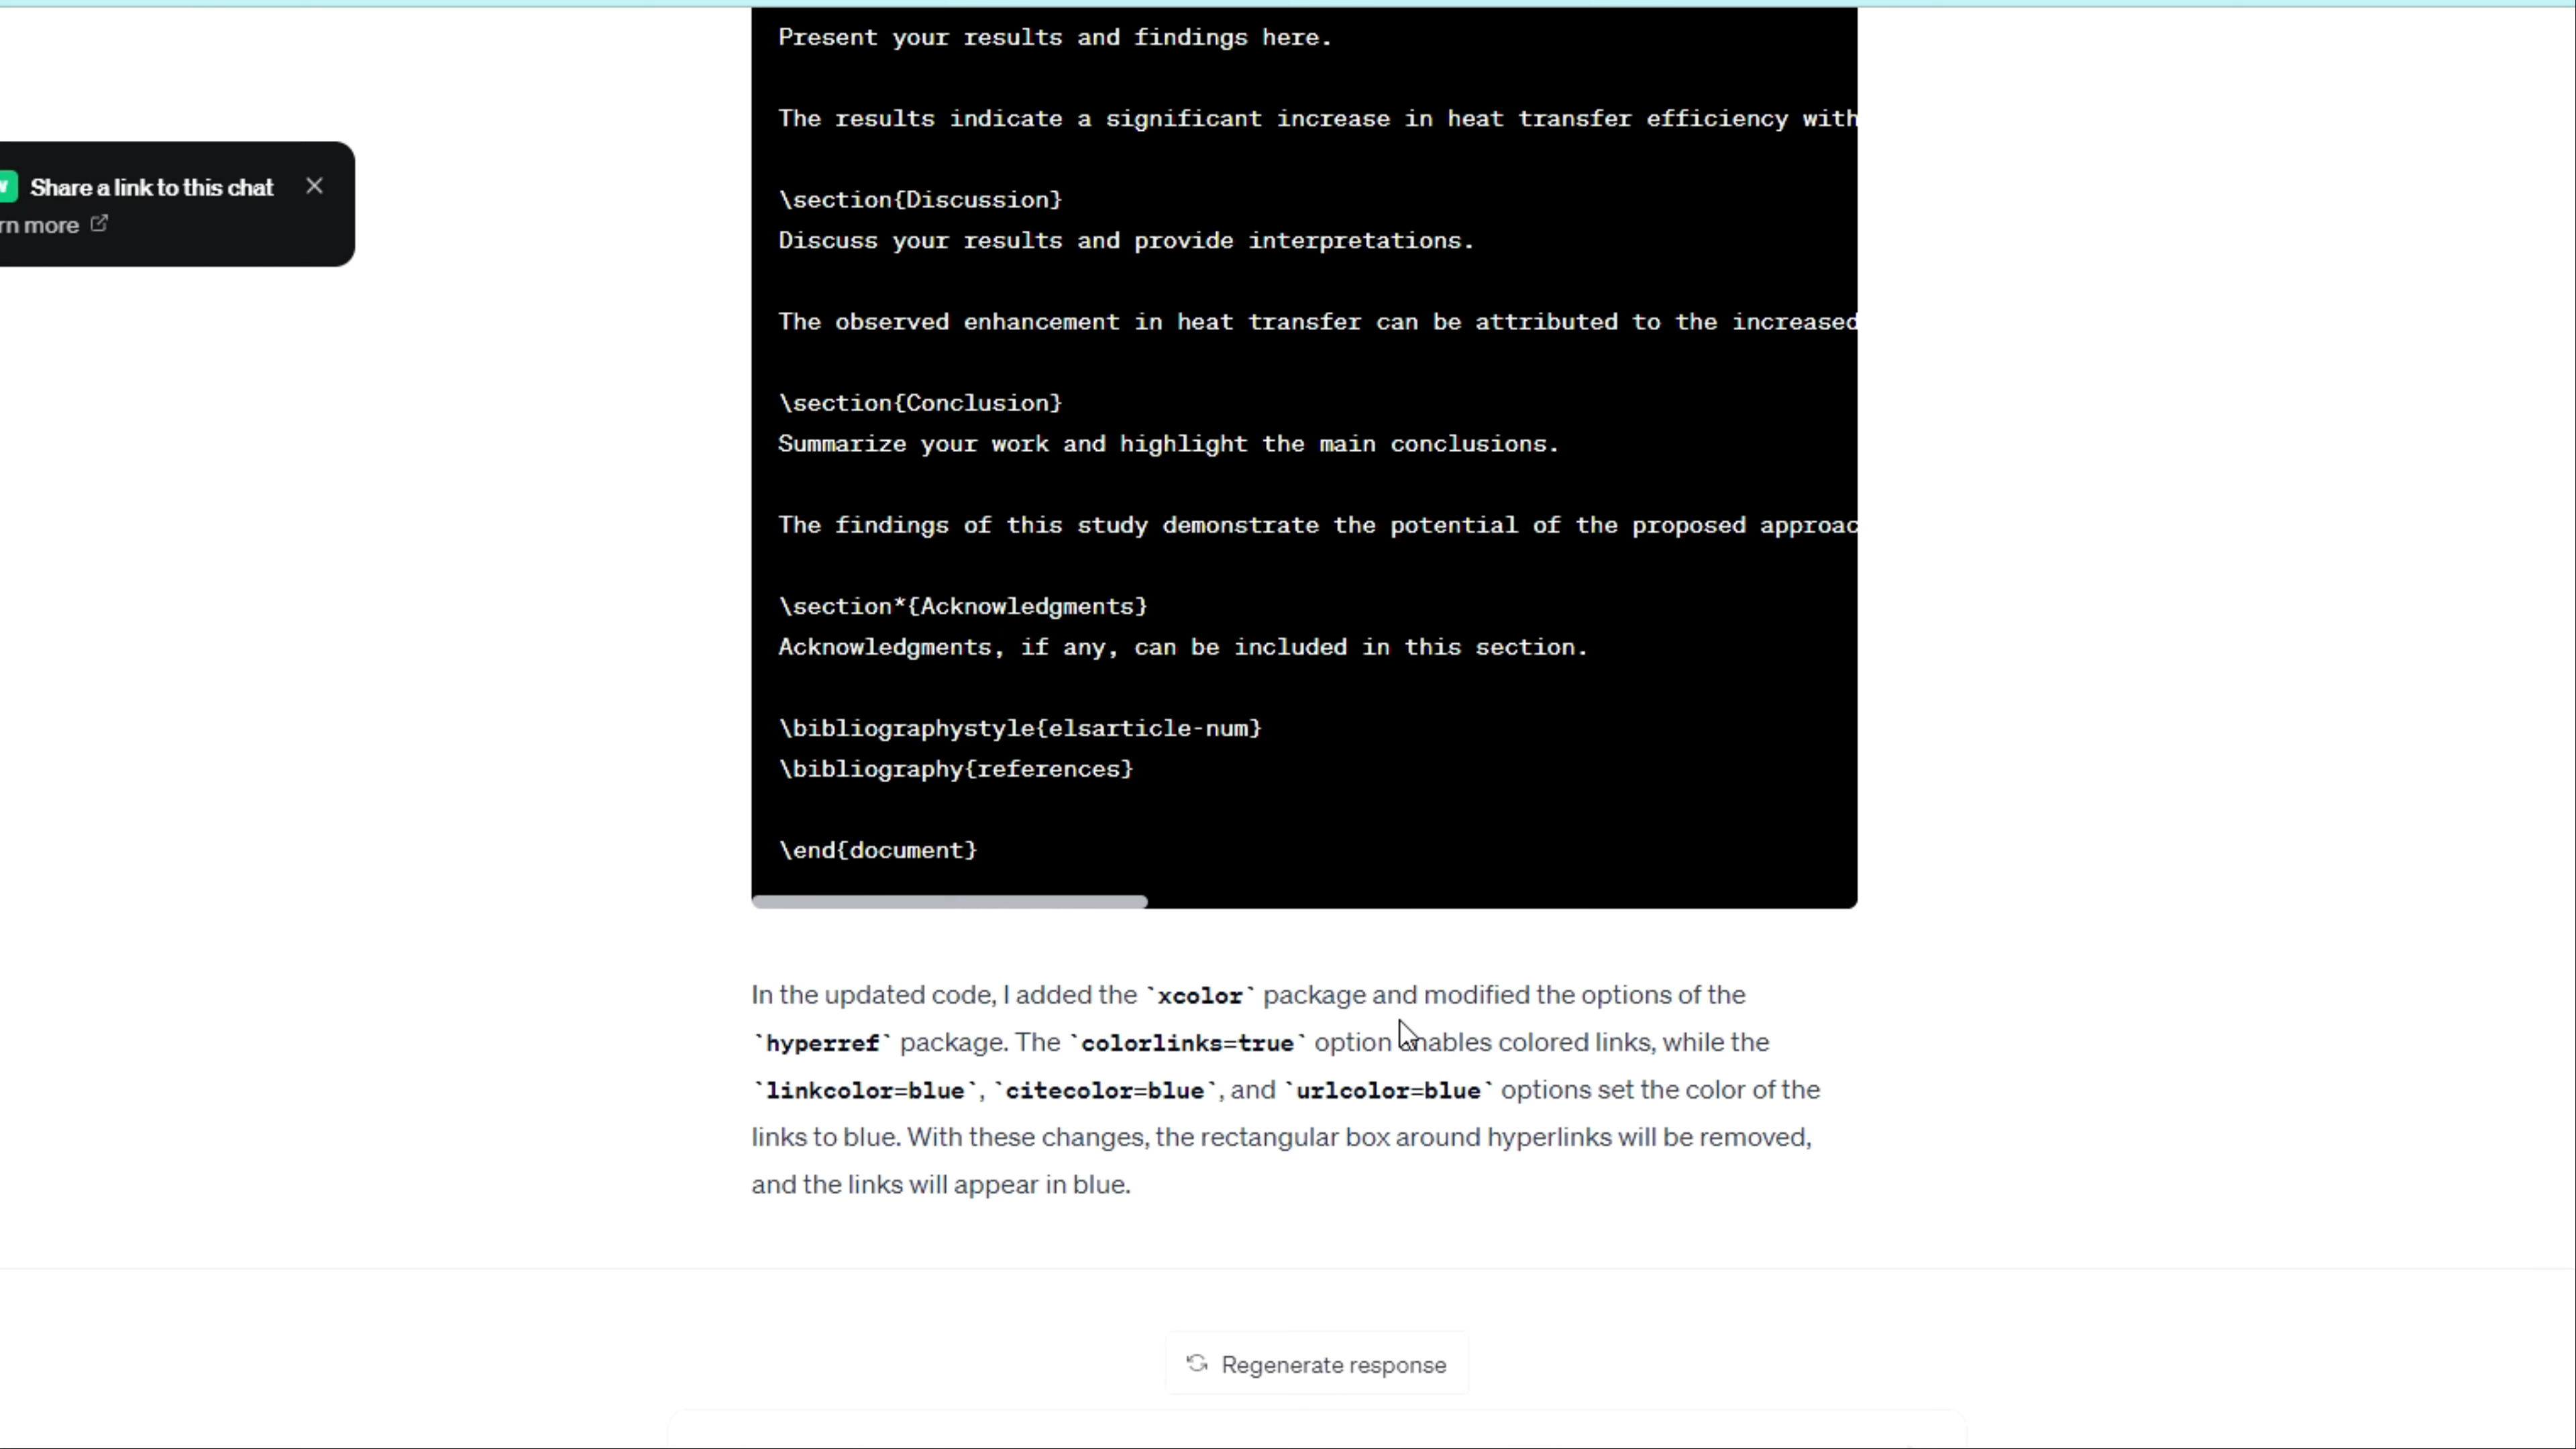 Present your results and findings here.
The results indicate a significant increase in heat transfer efficiency with
Share a link to this chat
more
\section{Discussion}
Discuss your results and provide interpretations.
The observed enhancement in heat transfer can be attributed to the increased
\section{Conclusion}
Summarize your work and highlight the main conclusions.
The findings of this study demonstrate the potential of the proposed approac
\section*{Acknowledgments}
Acknowledgments, if any, can be included in this section.
\bibliographystyle{elsarticle-num}
\bibliography{references}
\end{document}
In the updated code, I added the `xcolor` package and modified the options of the
`hyperref` package. The `colorlinks=true` option enables colored links, while the
`linkcolor=blue`, `citecolor=blue`, and `urlcolor=blue` options set the color of the
links to blue. With these changes, the rectangular box around hyperlinks will be removed,
and the links will appear in blue.
Regenerate response